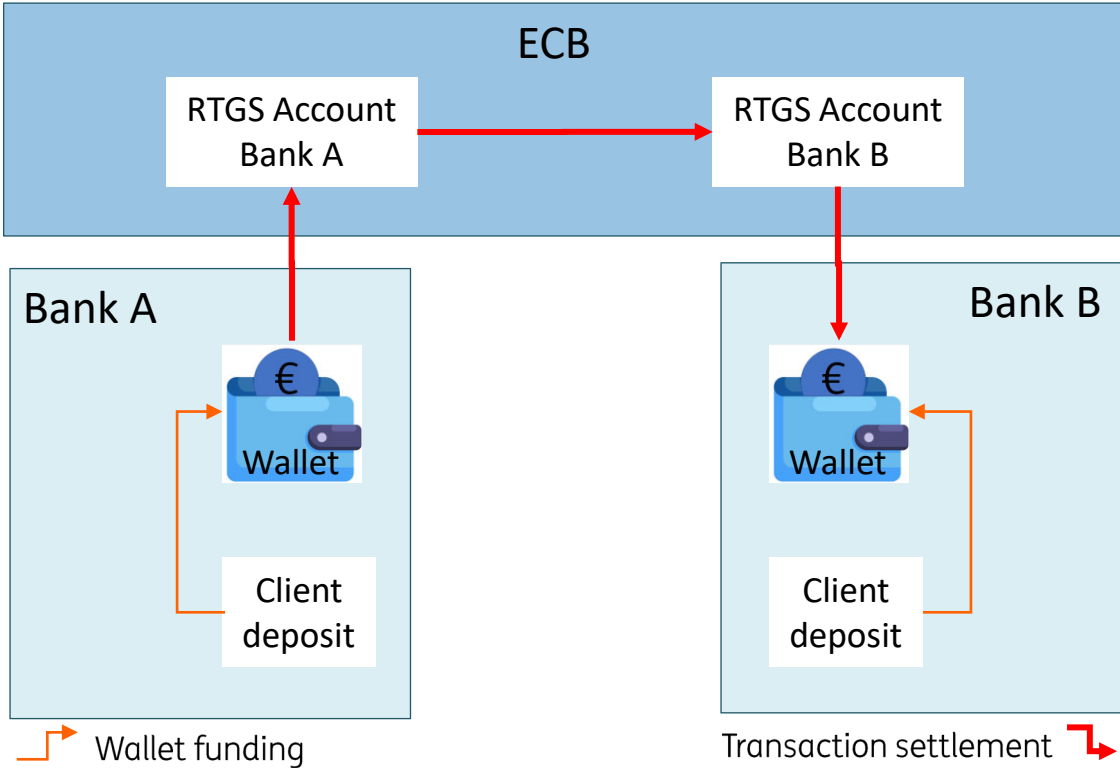 ECB
RTGS Account
Bank A
RTGS Account
Bank B
Bank A
€
Wallet
Client
deposit
Bank B
€
Wallet
Client
deposit
Wallet funding
Transaction settlement